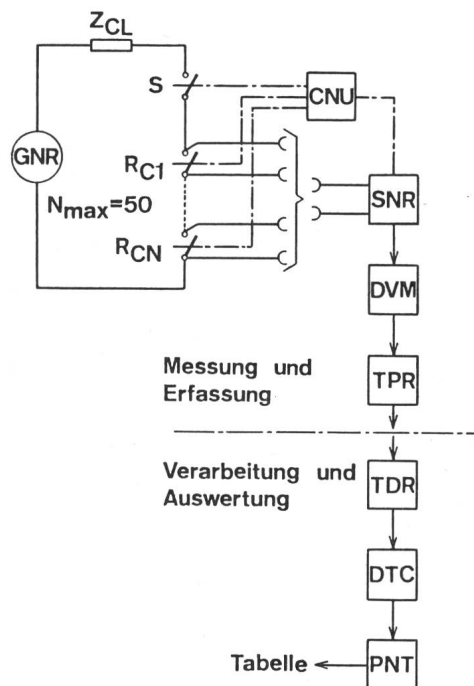 Z_CL
S
CNU
GNR
R_C1
N_max=50
SNR
R_CN
DVM
Messung und
Erfassung
TPR
Verarbeitung und
Auswertung
TDR
DTC
Tabelle
PNT